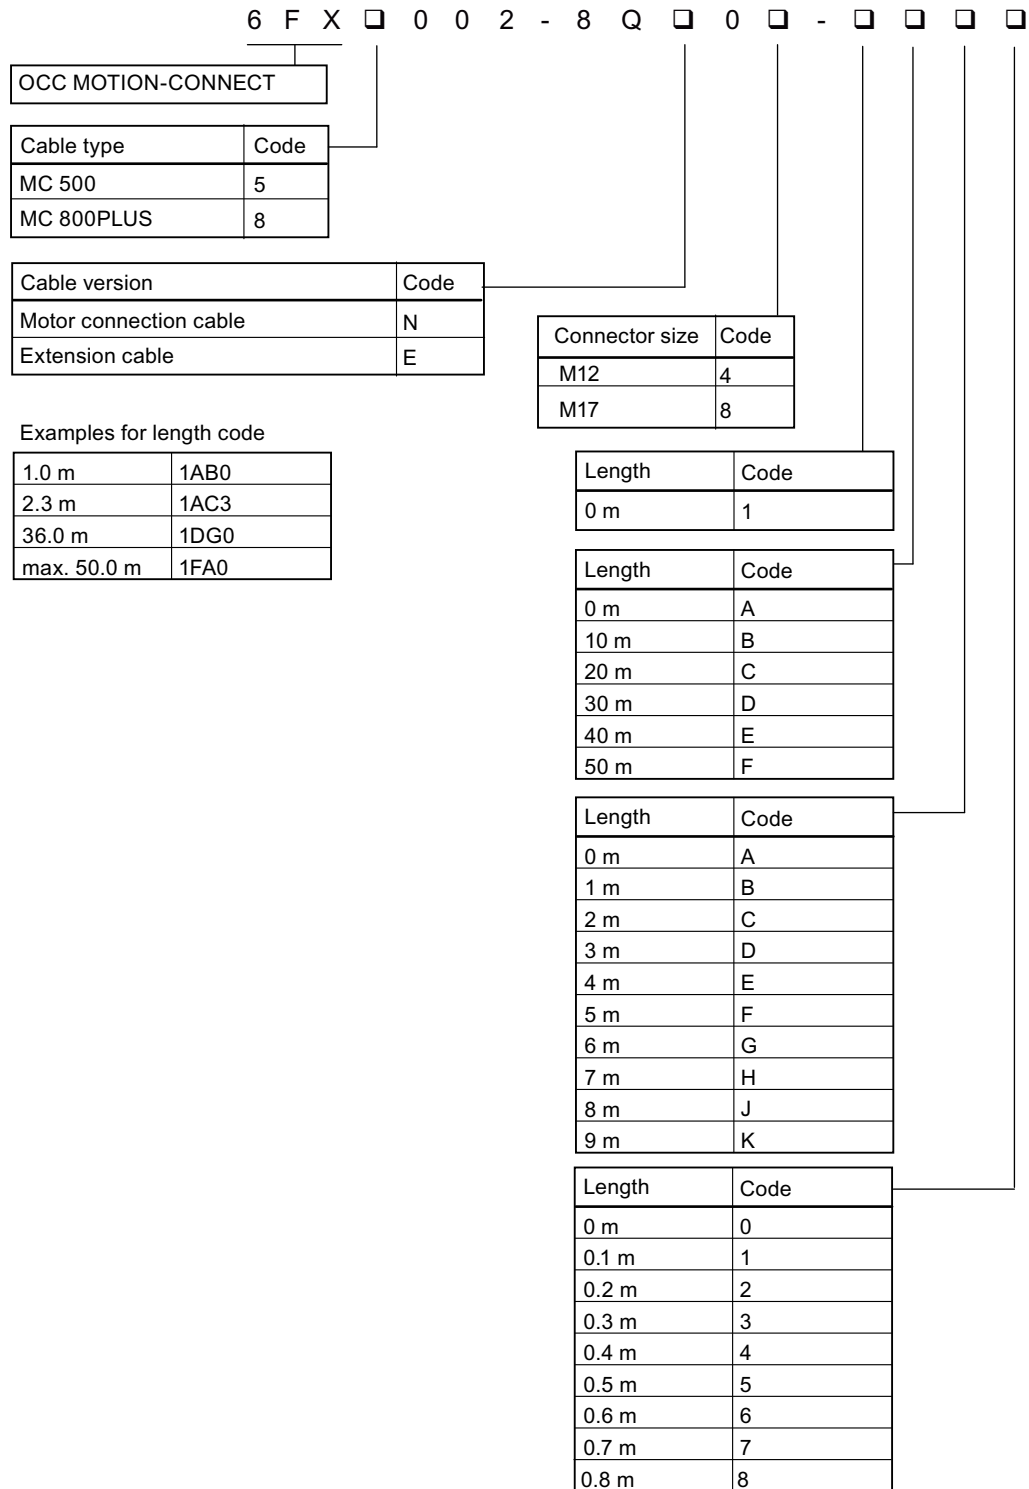 6 F X ❑ 0 0 2 - 8 Q ❑ 0 ❑ - ❑ ❑ ❑ ❑
OCC MOTION-CONNECT
Cable type Code
MC 500 5
MC 800PLUS 8
Cable version Code
Motor connection cable N
Extension cable E
Connector size Code
M12 4
M17 8
Examples for length code
1.0 m 1AB0
2.3 m 1AC3
36.0 m 1DG0
max. 50.0 m 1FA0
Length Code
0 m 1
Length Code
0 m A
10 m B
20 m C
30 m D
40 m E
50 m F
Length Code
0 m A
1 m B
2 m C
3 m D
4 m E
5 m F
6 m G
7 m H
8 m J
9 m K
Length Code
0 m 0
0.1 m 1
0.2 m 2
0.3 m 3
0.4 m 4
0.5 m 5
0.6 m 6
0.7 m 7
0.8 m 8